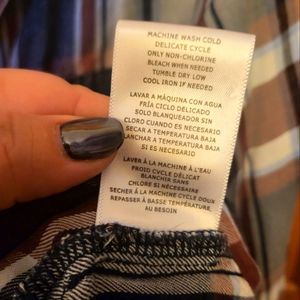 MACHINE WASH COLD
DELICATE CYCLE
ONLY NON-CHLORINE
BLEACH WHEN NEEDED
TUMBLE DRY LOW
COOL IRON IF NEEDED
LAVAR A MÁQUINA CON AGUA
FRÍA CICLO DELICADO
SOLO BLANQUEADOR SIN
CLORO CUANDO ES NECESARIO
SECAR A TEMPERATURA BAJA
PLANCHAR A TEMPERATURA BAJA
SI ES NECESARIO
LAVER À LA MACHINE À L'EAU
FROID CYCLE DÉLICAT
BLANCHIR SANS
CHLORE SI NÉCESSAIRE
SECHER À LA MACHINE CYCLE DOUX
REPASSER À BASSE TEMPÉRATURE,
AU BESOIN